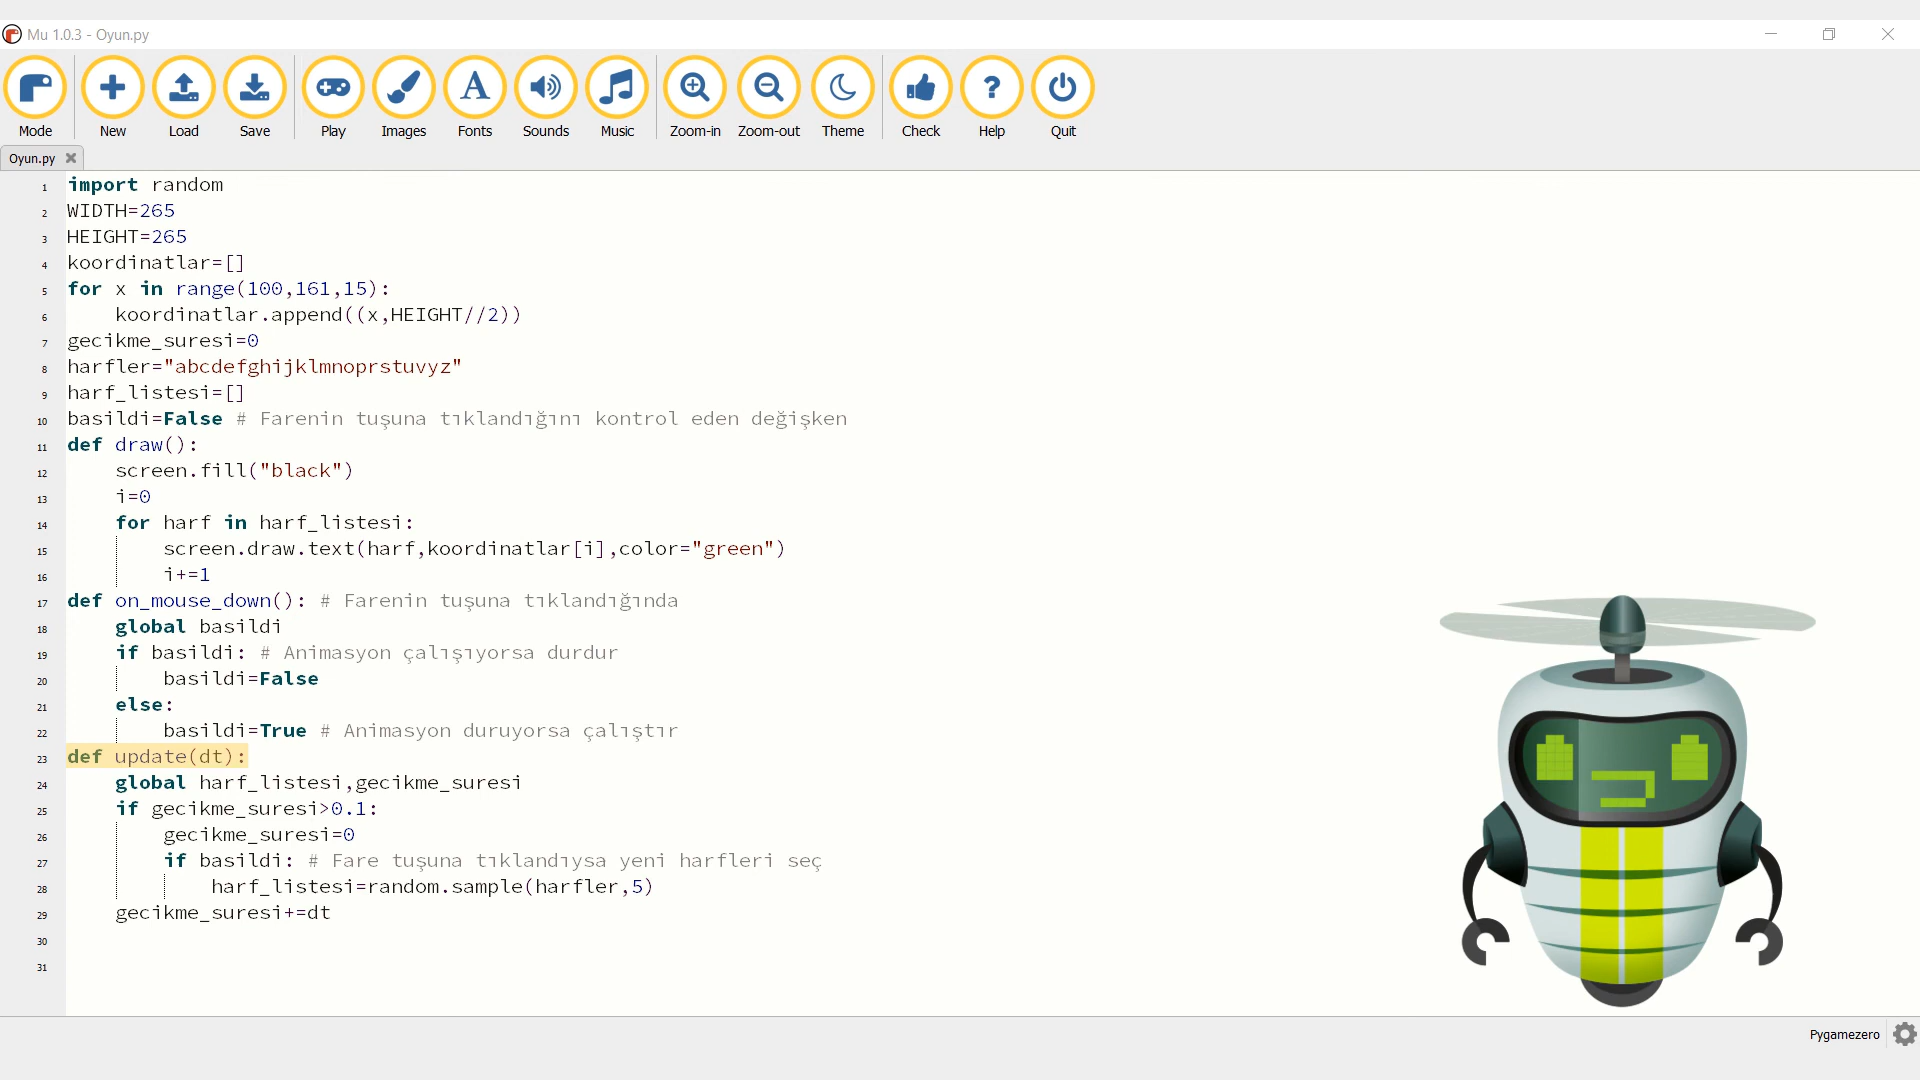 Mu 1.0.3 - Oyun.py
Mode New Load Save Play Images Fonts Sounds Music Zoom-in Zoom-out Theme Check Help Quit
Oyun.py
1 import random
2 WIDTH=265
3 HEIGHT=265
4 koordinatlar=[]
5 for x in range(100,161,15):
6     koordinatlar.append((x,HEIGHT//2))
7 gecikme_suresi=0
8 harfler="abcdefghijklmnoprstuvyz"
9 harf_listesi=[]
10 basildi=False # Farenin tuşuna tıklandığını kontrol eden değişken
11 def draw():
12     screen.fill("black")
13     i=0
14     for harf in harf_listesi:
15         screen.draw.text(harf,koordinatlar[i],color="green")
16         i+=1
17 def on_mouse_down(): # Farenin tuşuna tıklandığında
18     global basildi
19     if basildi: # Animasyon çalışıyorsa durdur
20         basildi=False
21     else:
22         basildi=True # Animasyon duruyorsa çalıştır
23 def update(dt):
24     global harf_listesi,gecikme_suresi
25     if gecikme_suresi>0.1:
26         gecikme_suresi=0
27         if basildi: # Fare tuşuna tıklandıysa yeni harfleri seç
28             harf_listesi=random.sample(harfler,5)
29     gecikme_suresi+=dt
30
31
Pygamezero